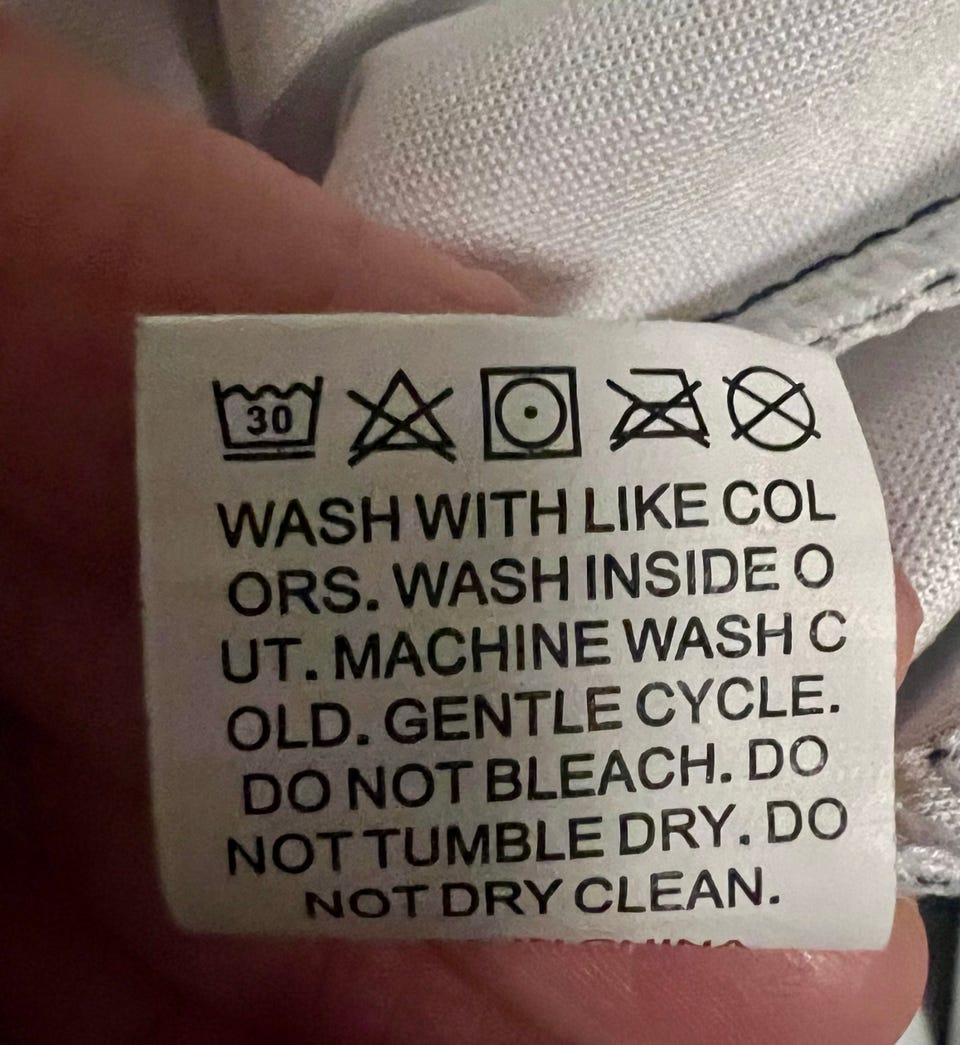 30
WASH WITH LIKE COL
ORS. WASH INSIDE O
UT. MACHINE WASH C
OLD. GENTLE CYCLE.
DO NOT BLEACH. DO
NOT TUMBLE DRY. DO
NOT DRY CLEAN.